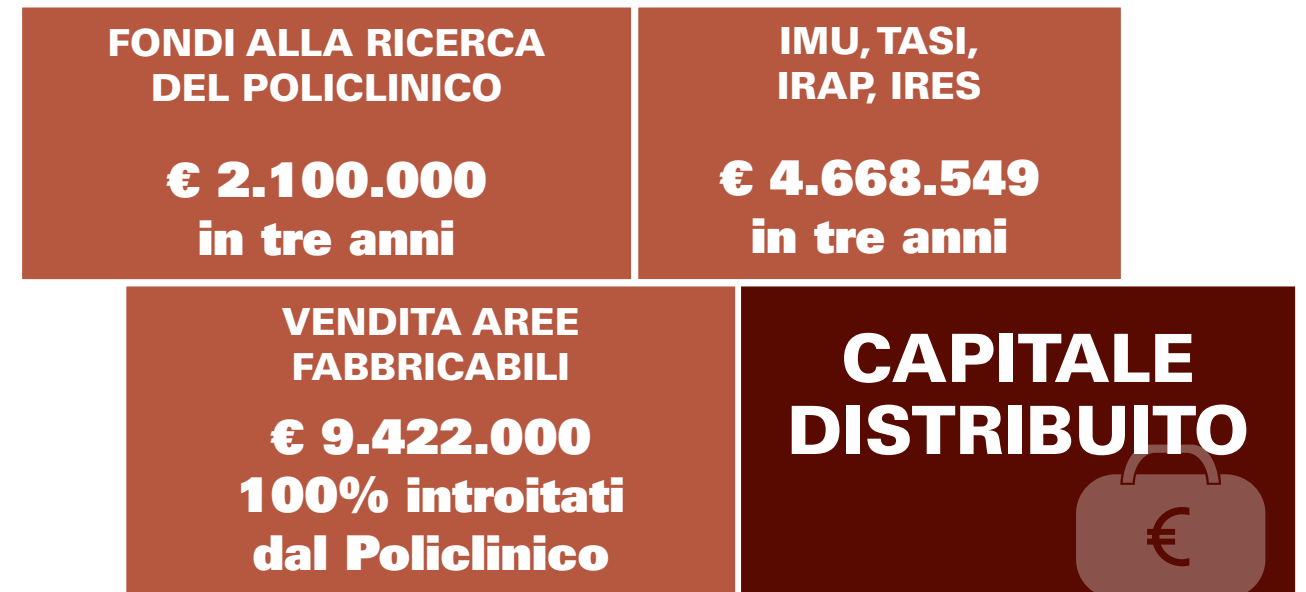 FONDI ALLA RICERCA
DEL POLICLINICO
€ 2.100.000
in tre anni
IMU, TASI,
IRAP, IRES
€ 4.668.549
in tre anni
VENDITA AREE
FABBRICABILI
€ 9.422.000
100% introitati
dal Policlinico
CAPITALE
DISTRIBUITO
€